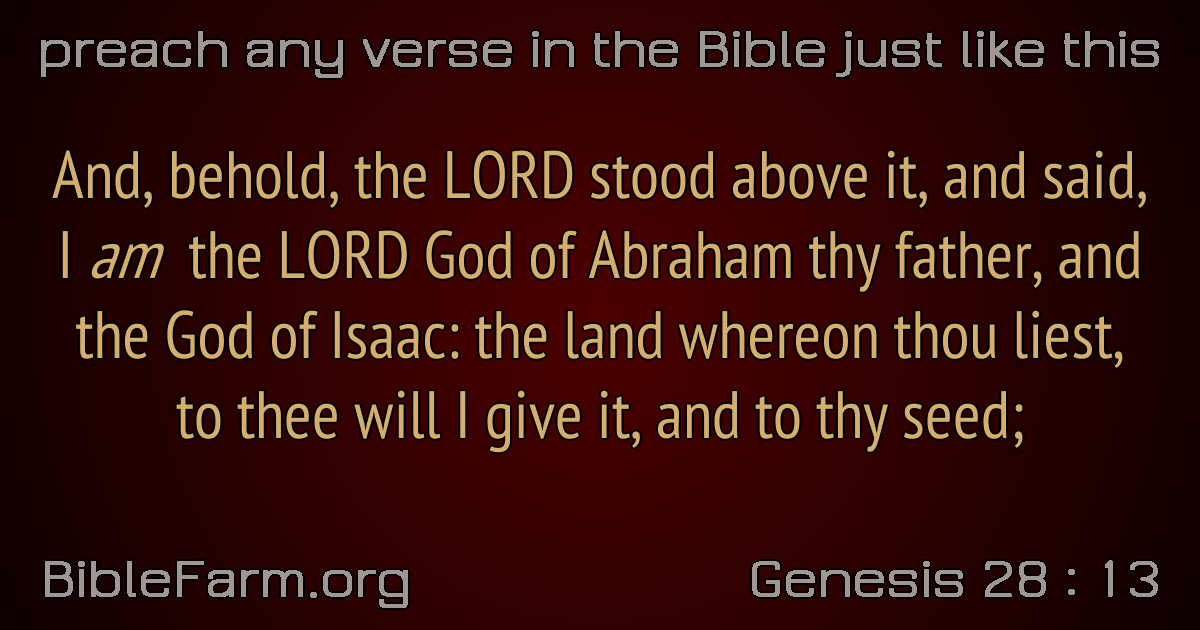 preach any verse in the Bible just like this
And, behold, the LORD stood above it, and said,
I am the LORD God of Abraham thy father, and
the God of Isaac: the land whereon thou liest,
to thee will I give it, and to thy seed;
BibleFarm.org
Genesis 28 : 13